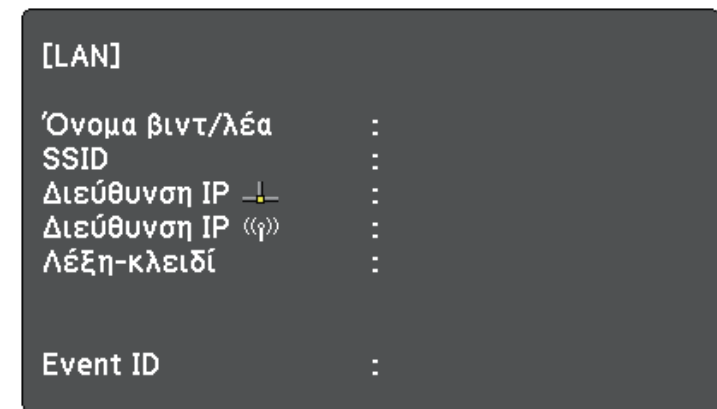 [LAN]
Όνομα βιντ/λέα :
SSID :
Διεύθυνση IP :
Διεύθυνση IP :
Λέξη-κλειδί :
Event ID :